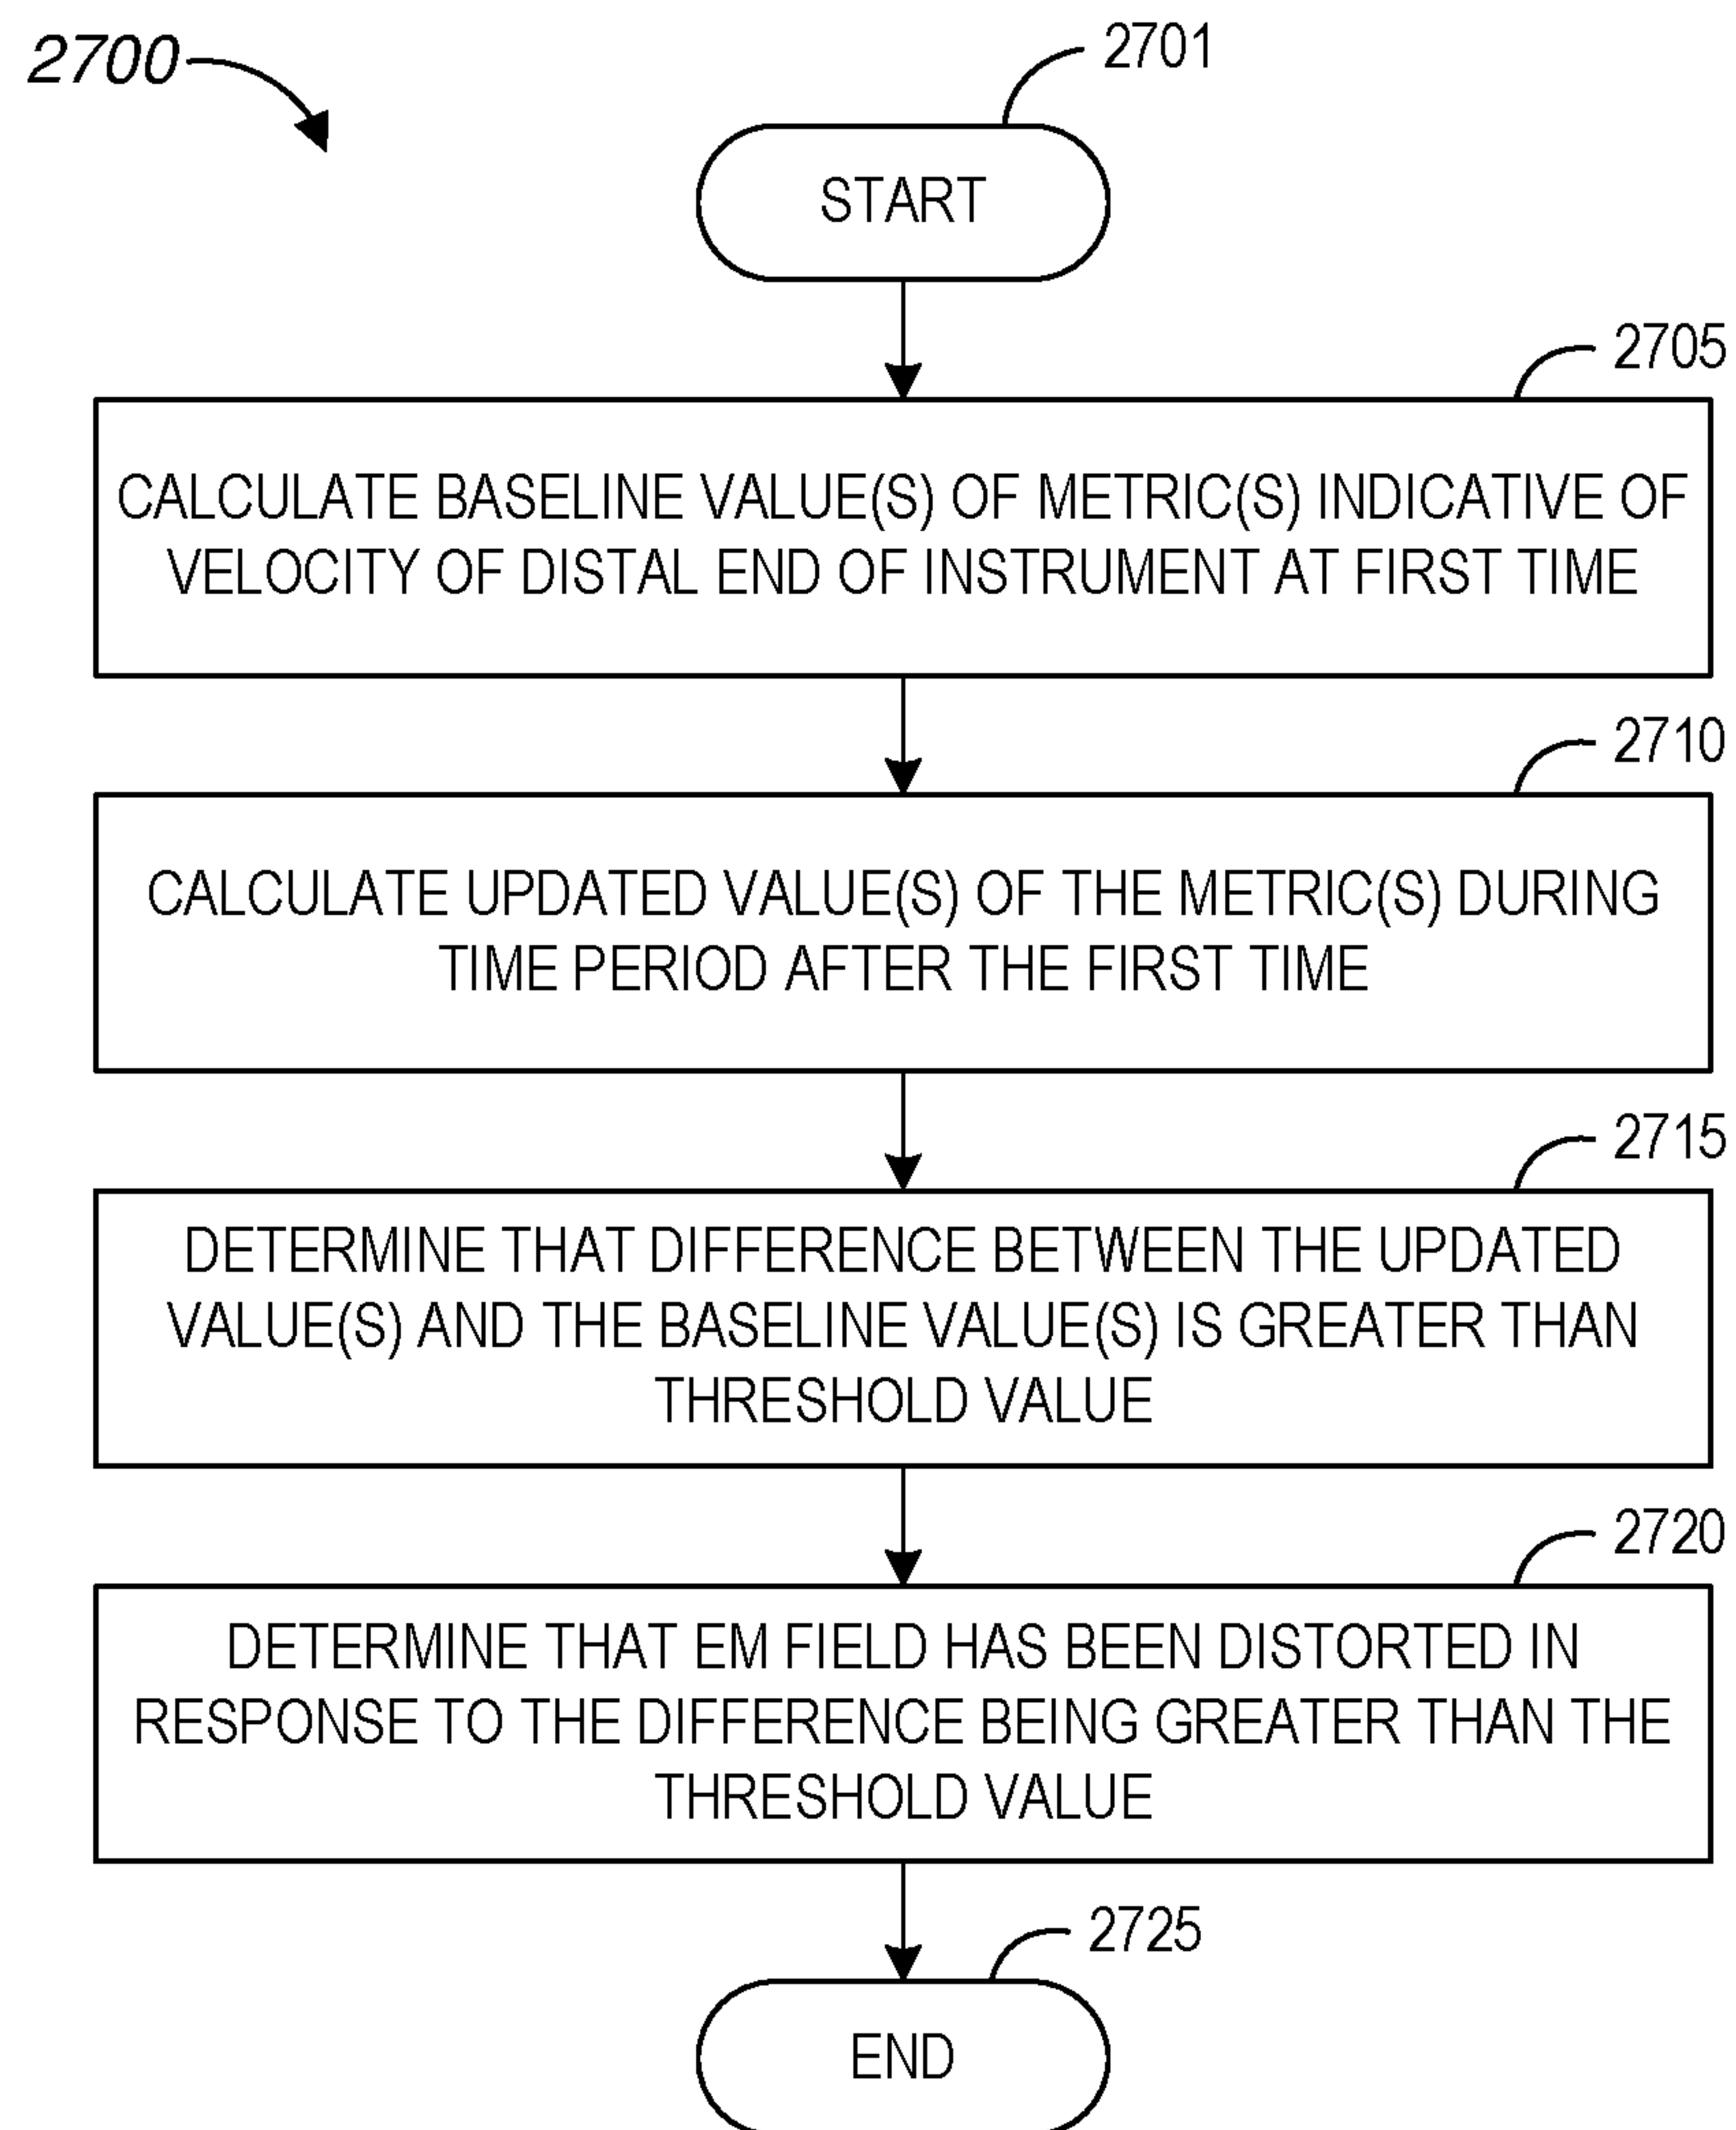 2700
2701
START
2705
CALCULATE BASELINE VALUE(S) OF METRIC(S) INDICATIVE OF
VELOCITY OF DISTAL END OF INSTRUMENT AT FIRST TIME
2710
CALCULATE UPDATED VALUE(S) OF THE METRIC(S) DURING
TIME PERIOD AFTER THE FIRST TIME
2715
DETERMINE THAT DIFFERENCE BETWEEN THE UPDATED
VALUE(S) AND THE BASELINE VALUE(S) IS GREATER THAN
THRESHOLD VALUE
2720
DETERMINE THAT EM FIELD HAS BEEN DISTORTED IN
RESPONSE TO THE DIFFERENCE BEING GREATER THAN THE
THRESHOLD VALUE
2725
END